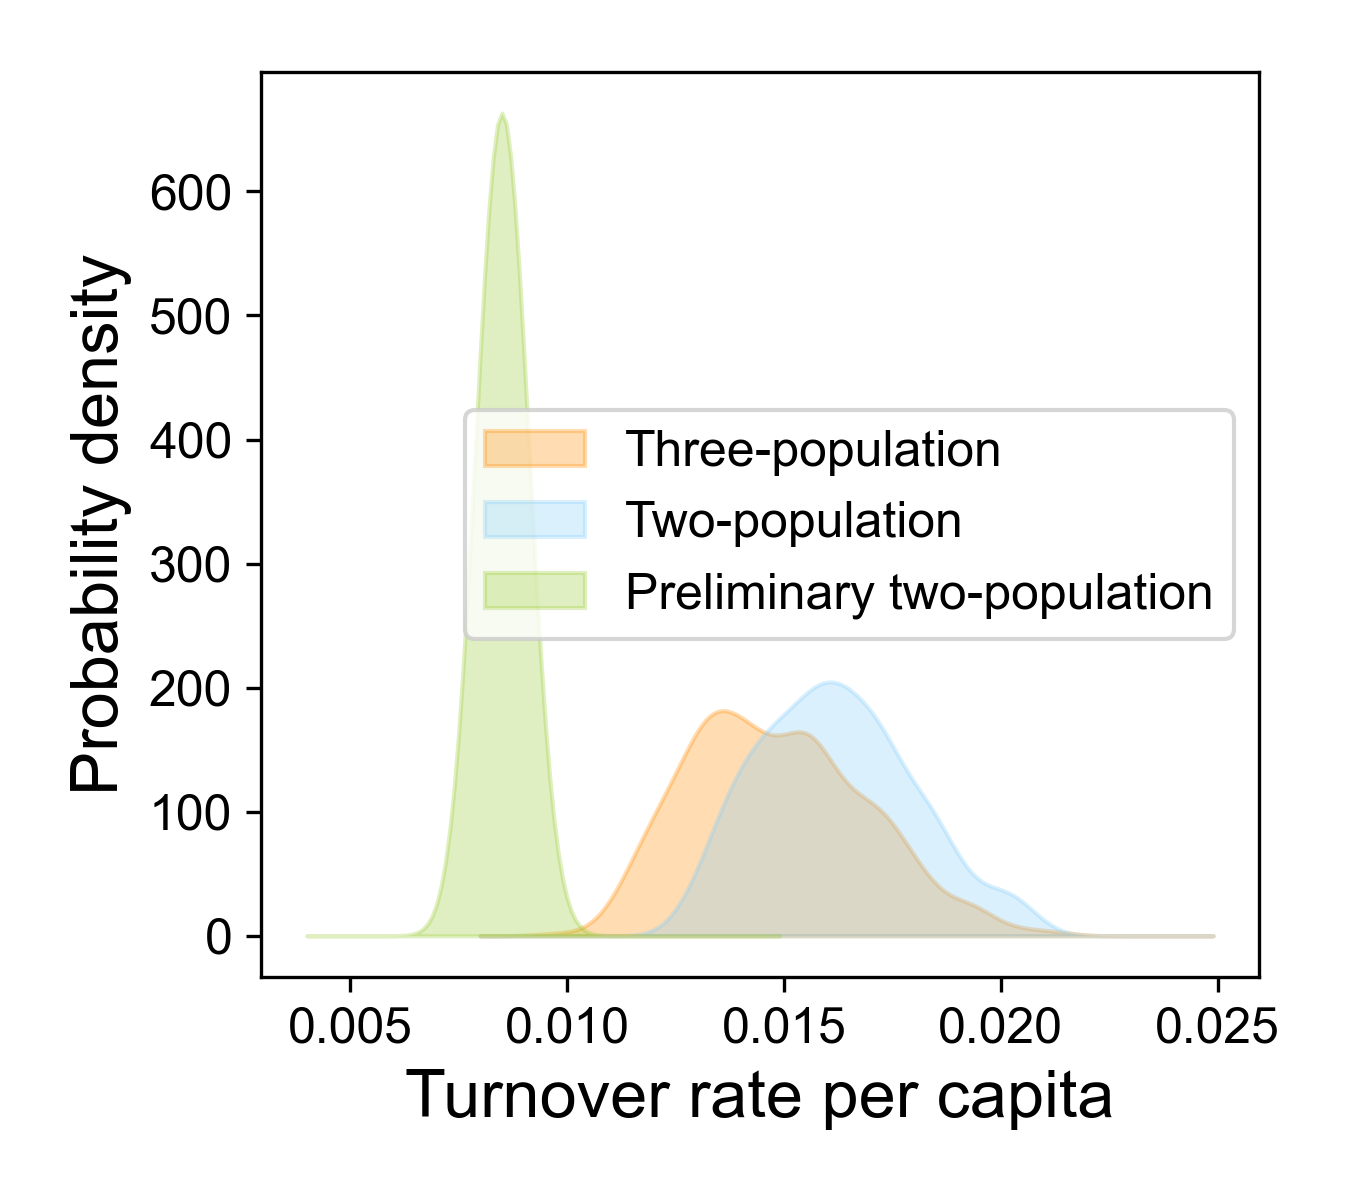 Probability density
600
500
400
300
200
100
0
Three-population
Two-population
Preliminary two-population
0.005 0.010 0.015 0.020 0.025
Turnover rate per capita